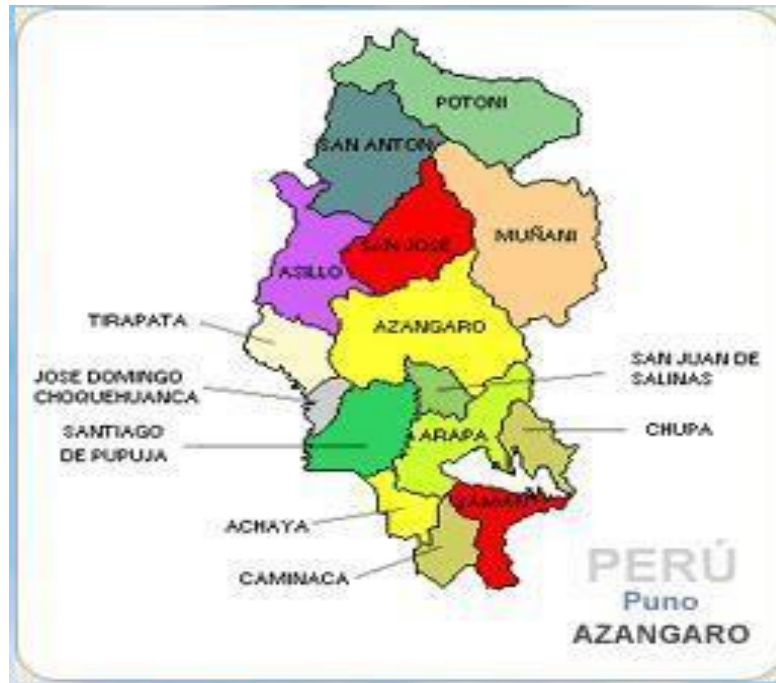 POTONI
SAN ANTON
MUÑANI
SAN JOSE
ASILLO
TIRAPATA
AZANGARO
SAN JUAN DE
SALINAS
JOSE DOMINGO
CHOQUEHUANCA
SANTIAGO
DE PUPUJA
ARAPA
CHUPA
ACHAYA
CAMINACA
PERÚ
Puno
AZANGARO